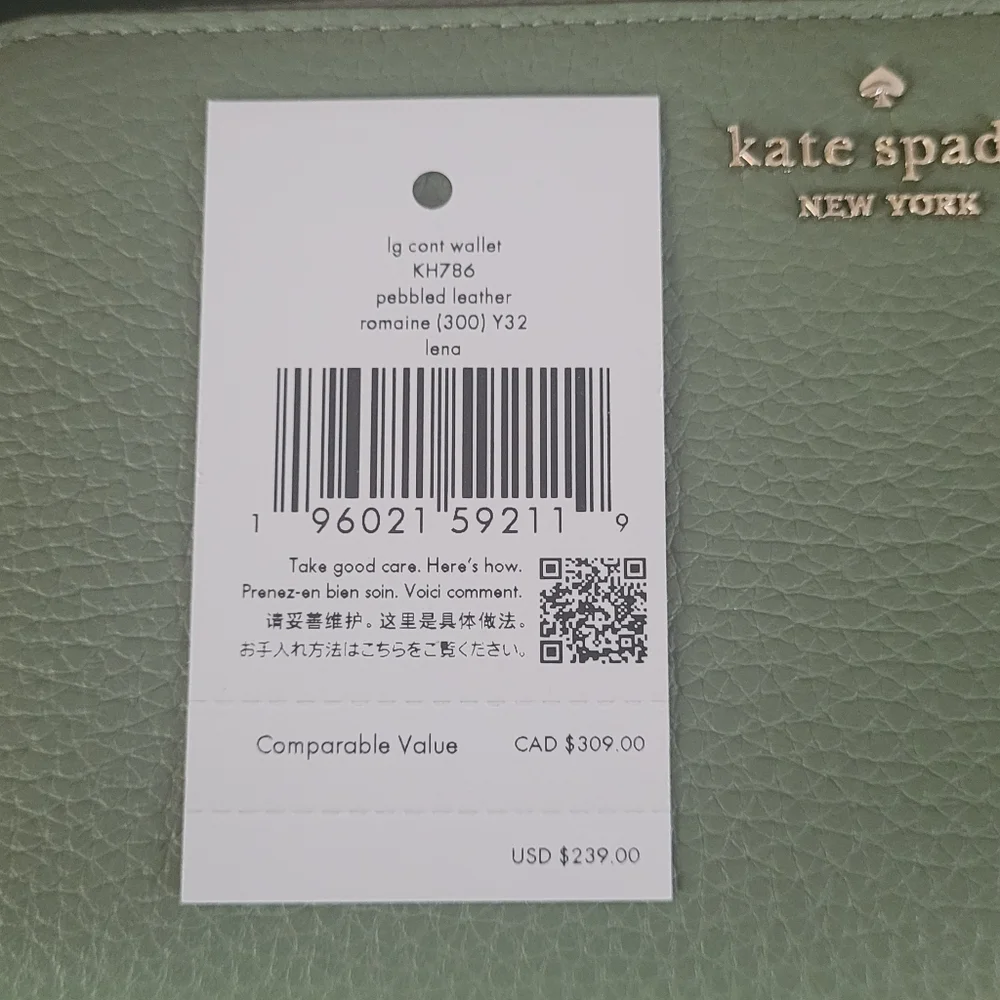 kate spad
NEW YORK
lg cont wallet
KH786
pebbled leather
romaine (300) Y32
lena
1 96021 59211 9
Take good care. Here's how.
Prenez-en bien soin. Voici comment.
请妥善维护。这里是具体做法。
お手入れ方法はこちらをご覧ください。
Comparable Value CAD $309.00
USD $239.00